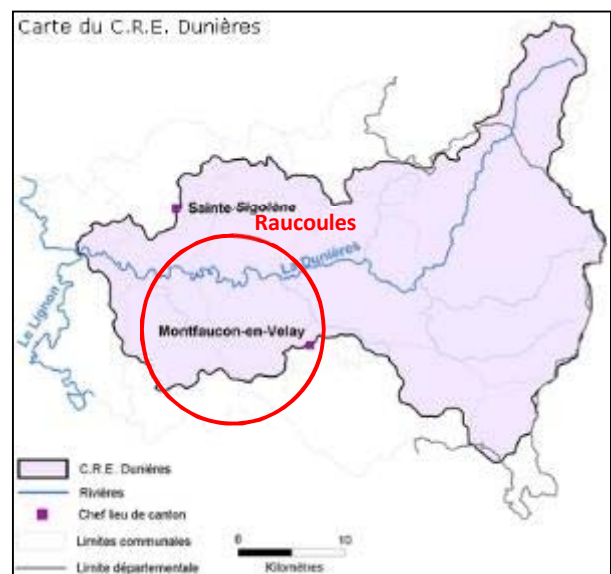 Carte du C.R.E. Dunières
Sainte-Sigolène
Raucoules
La Dunières
Le Lignon
Montfaucon-en-Velay
C.R.E. Dunières
Rivières
Chef lieu de canton
Limites communales
Limite départementale
0 10
Kilomètres